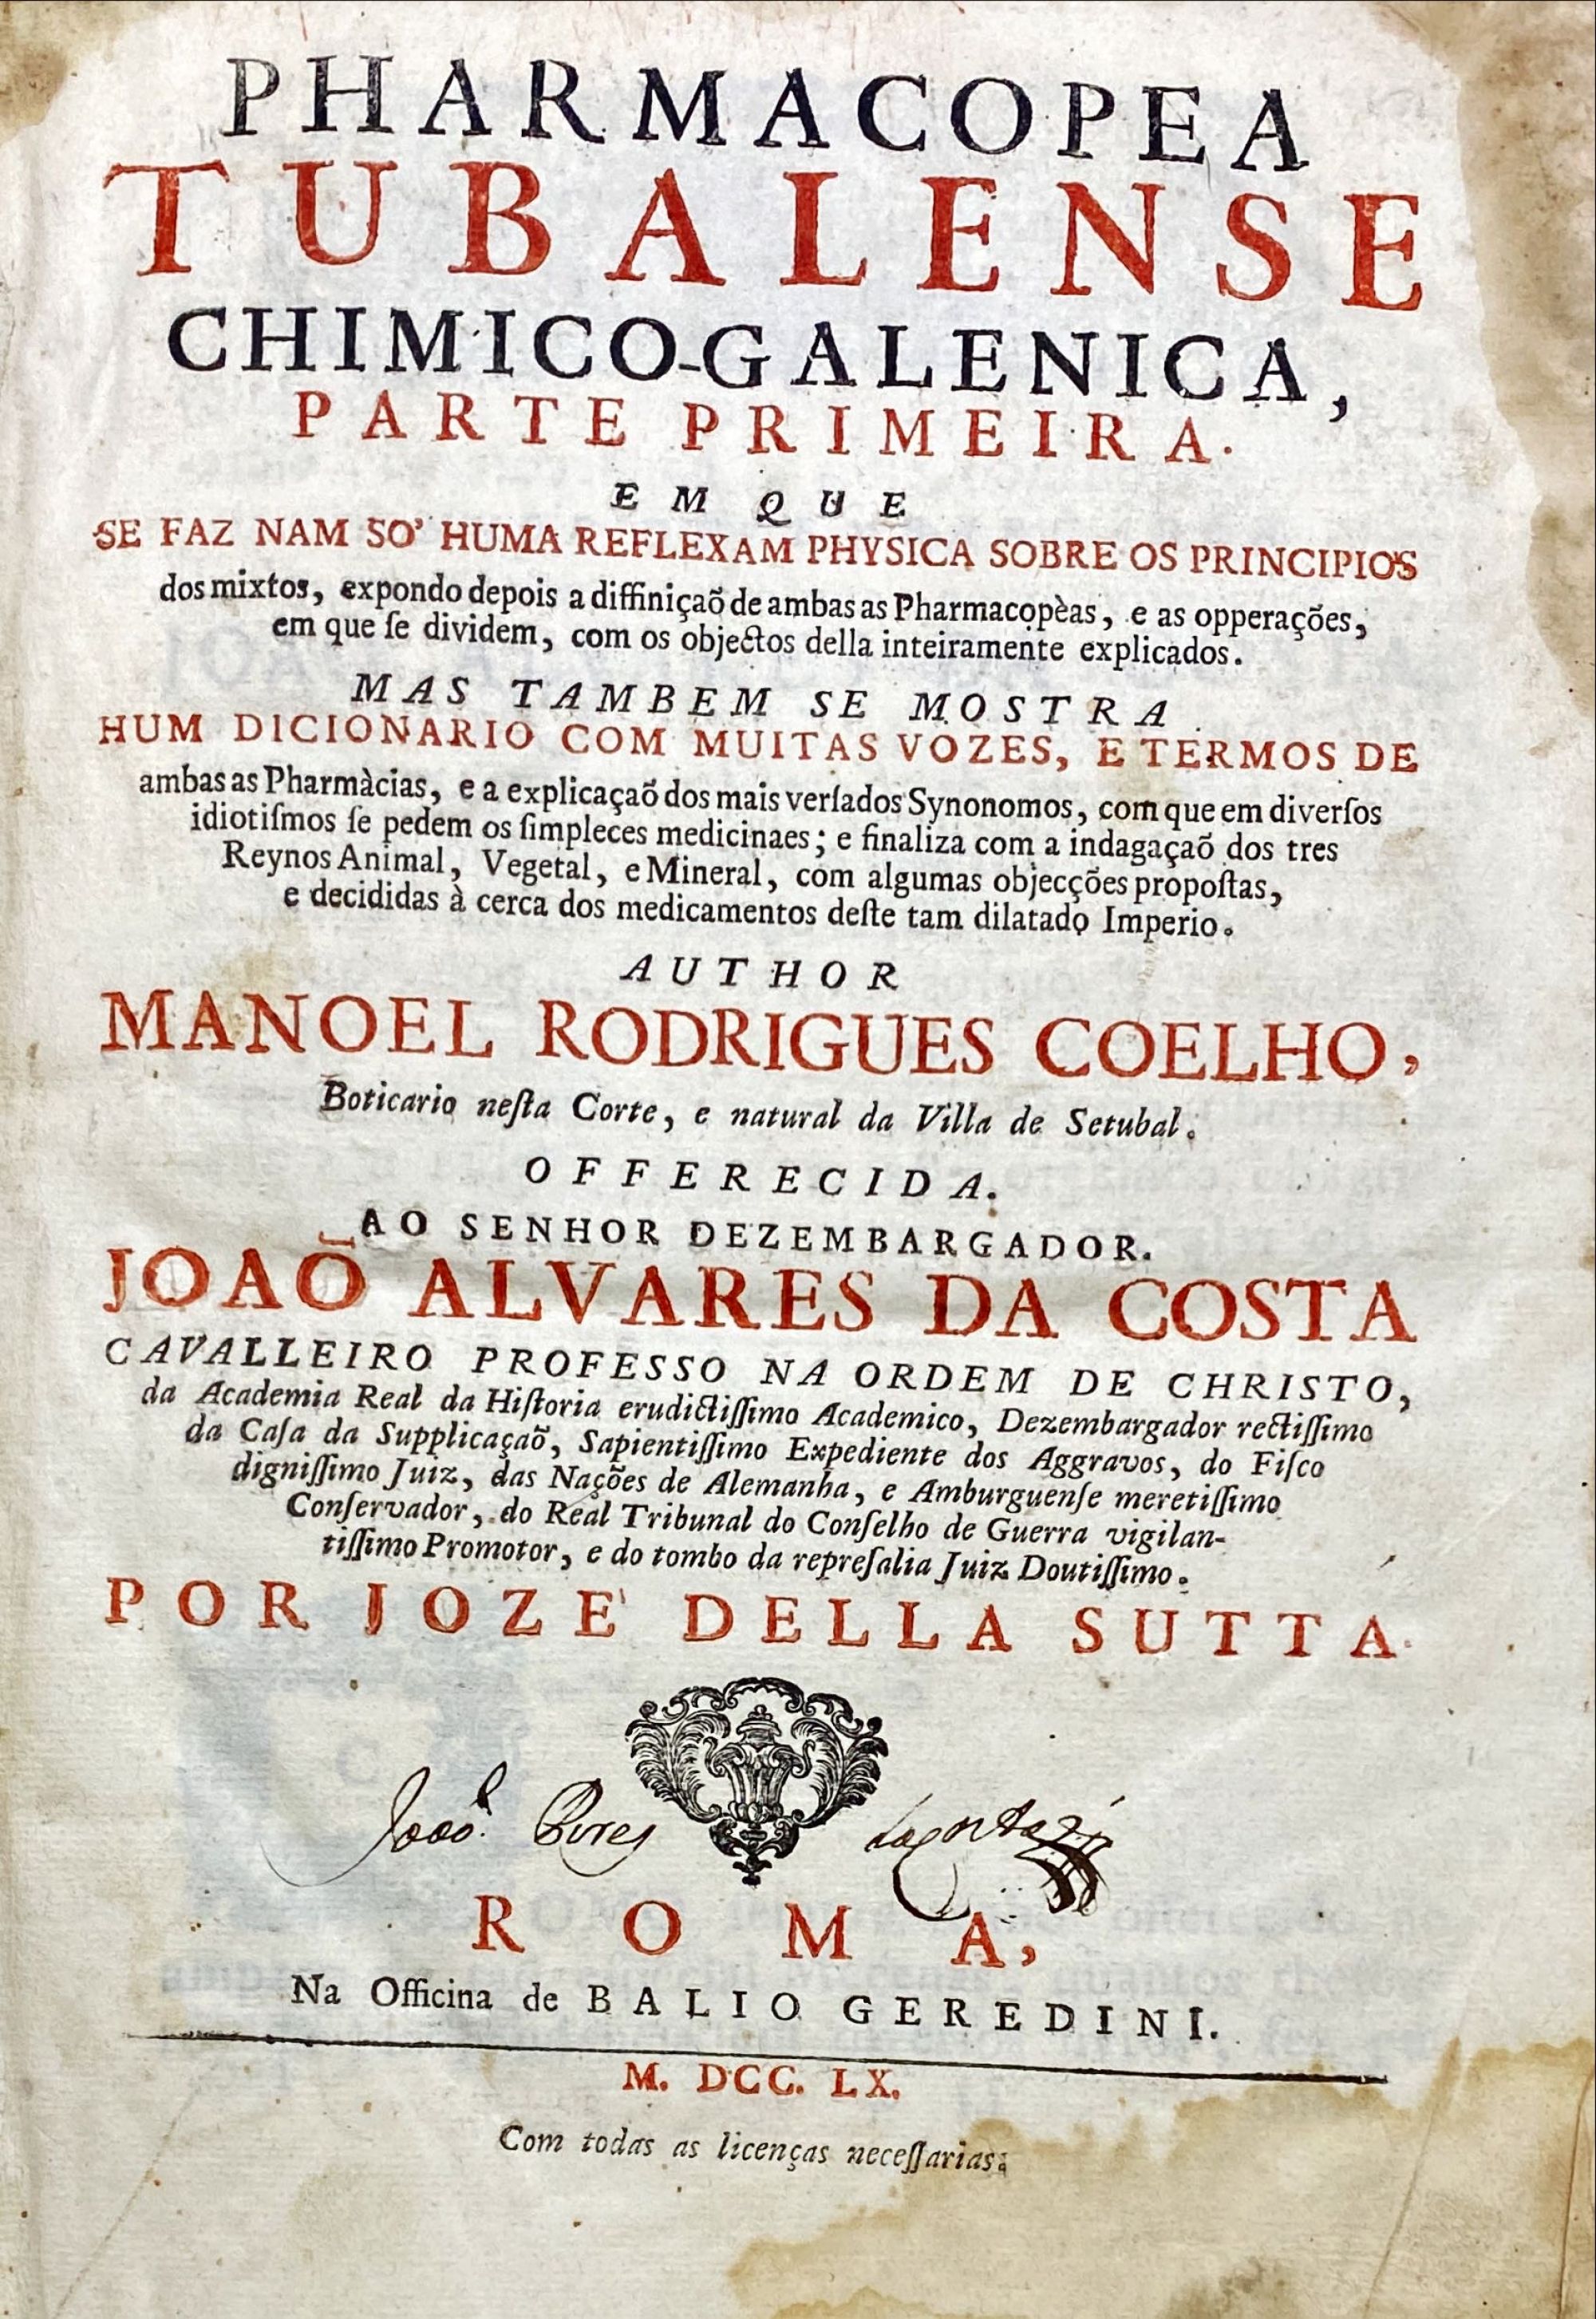 PHARMACOPEA
TUBALENSE
CHIMICO-GALENICA,
PARTE PRIMEIRA.
EM QUE
SE FAZ NAM SO' HUMA REFLEXAM PHYSICA SOBRE OS PRINCIPIOS
dos mixtos, expondo depois a diffiniçaõ de ambas as Pharmacopèas, e as opperações,
em que ſe dividem, com os objectos della inteiramente explicados.
MAS TAMBEM SE MOSTRA
HUM DICIONARIO COM MUITAS VOZES, E TERMOS DE
ambas as Pharmàcias, e a explicaçaõ dos mais verſados Synonomos, com que em diverſos
idiotiſmos ſe pedem os ſimpleces medicinaes; e finaliza com a indagaçaõ dos tres
Reynos Animal, Vegetal, e Mineral, com algumas objecções propoſtas,
e decididas à cerca dos medicamentos deſte tam dilatado Imperio.
AUTHOR
MANOEL RODRIGUES COELHO,
Boticario neſta Corte, e natural da Villa de Setubal.
OFFERECIDA.
AO SENHOR DEZEMBARGADOR.
JOAÕ ALVARES DA COSTA
CAVALLEIRO PROFESSO NA ORDEM DE CHRISTO,
da Academia Real da Hiſtoria erudictiſſimo Academico, Dezembargador rectiſſimo
da Caſa da Supplicaçaõ, Sapientiſſimo Expediente dos Aggravos, do Fiſco
digniſſimo Juiz, das Nações de Alemanha, e Amburguenſe meretiſſimo
Conſervador, do Real Tribunal do Conſelho de Guerra vigilan-
tiſſimo Promotor, e do tombo da repreſalia Juiz Doutiſſimo.
POR JOZE' DELLA SUTTA
João Pires
ROMA,
Na Officina de BALIO GEREDINI.
M. DCC. LX.
Com todas as licenças neceſſarias.